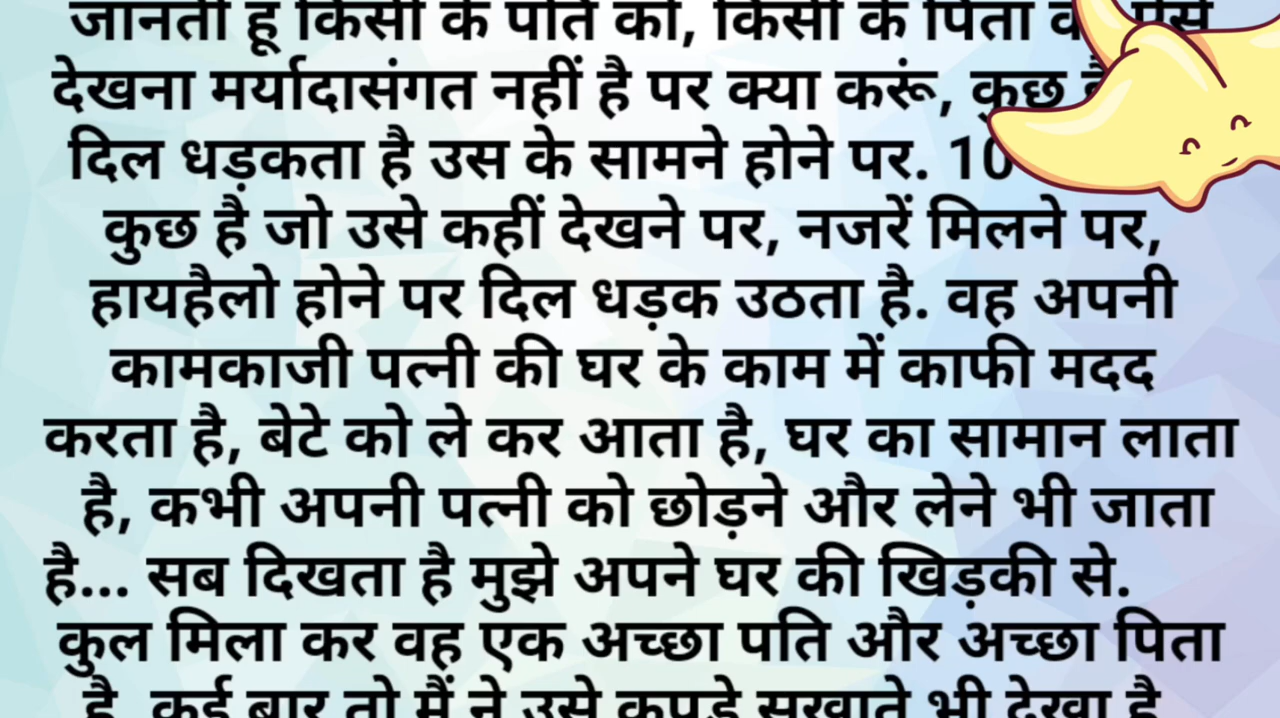 जानती हूं किसी के पति को, किसी के पिता को ऐसे
देखना मर्यादासंगत नहीं है पर क्या करूं, कुछ है
दिल धड़कता है उस के सामने होने पर. 10
कुछ है जो उसे कहीं देखने पर, नजरें मिलने पर,
हायहैलो होने पर दिल धड़क उठता है. वह अपनी
कामकाजी पत्नी की घर के काम में काफी मदद
करता है, बेटे को ले कर आता है, घर का सामान लाता
है, कभी अपनी पत्नी को छोड़ने और लेने भी जाता
है... सब दिखता है मुझे अपने घर की खिड़की से.
कुल मिला कर वह एक अच्छा पति और अच्छा पिता
है. कई बार तो मैं ने उसे कपड़े सुखाते भी देखा है